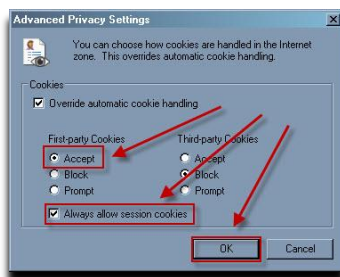 Advanced Privacy Settings
You can choose how cookies are handled in the Internet
zone. This overrides automatic cookie handling.
Cookies
Override automatic cookie handling
First-party Cookies Third-party Cookies
Accept Accept
Block Block
Prompt Prompt
Always allow session cookies
OK Cancel